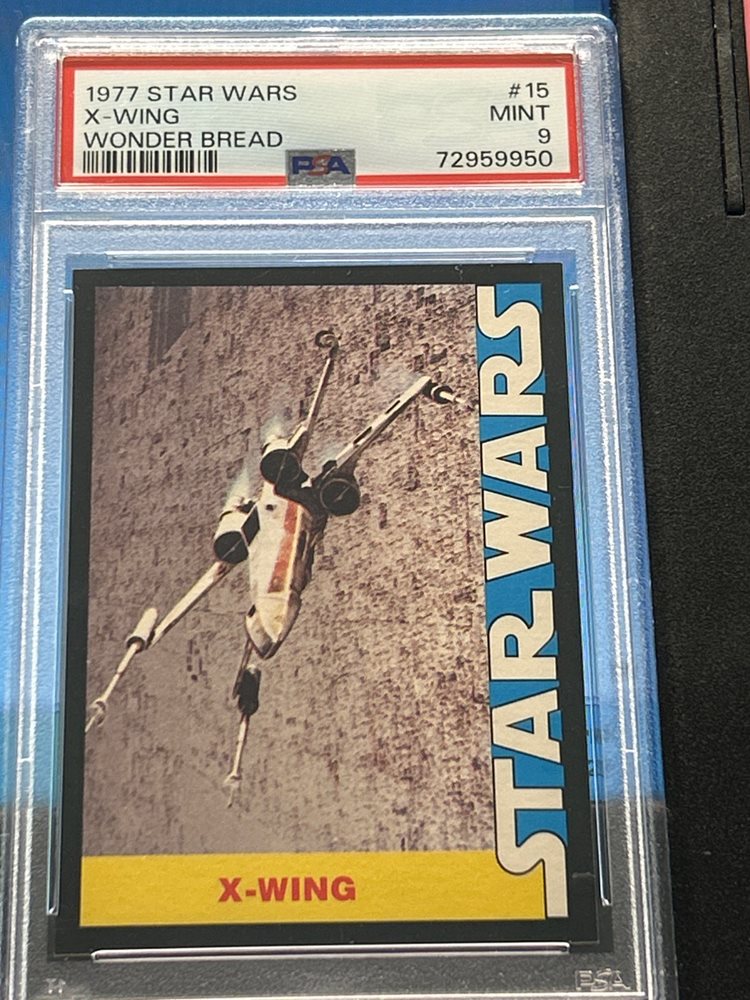 1977 STAR WARS #15
X-WING MINT
WONDER BREAD 9
PSA 72959950
STAR WARS
X-WING
PSA